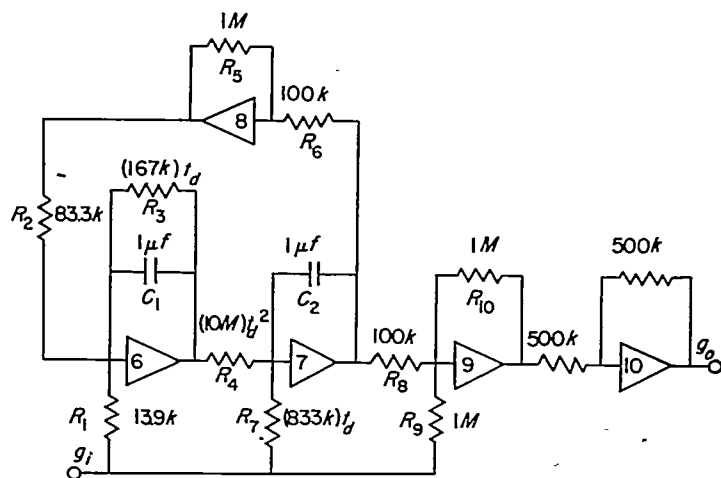 1M
R5
8
100k
R6
(167k) td
R3
R2 83.3k
1μf
C1
1μf
C2
1M
R10
500k
(10M)td²
R4
100k
R8
500k
6
7
9
10
go
R1 13.9k
R7 (833k)td
R9 1M
gi